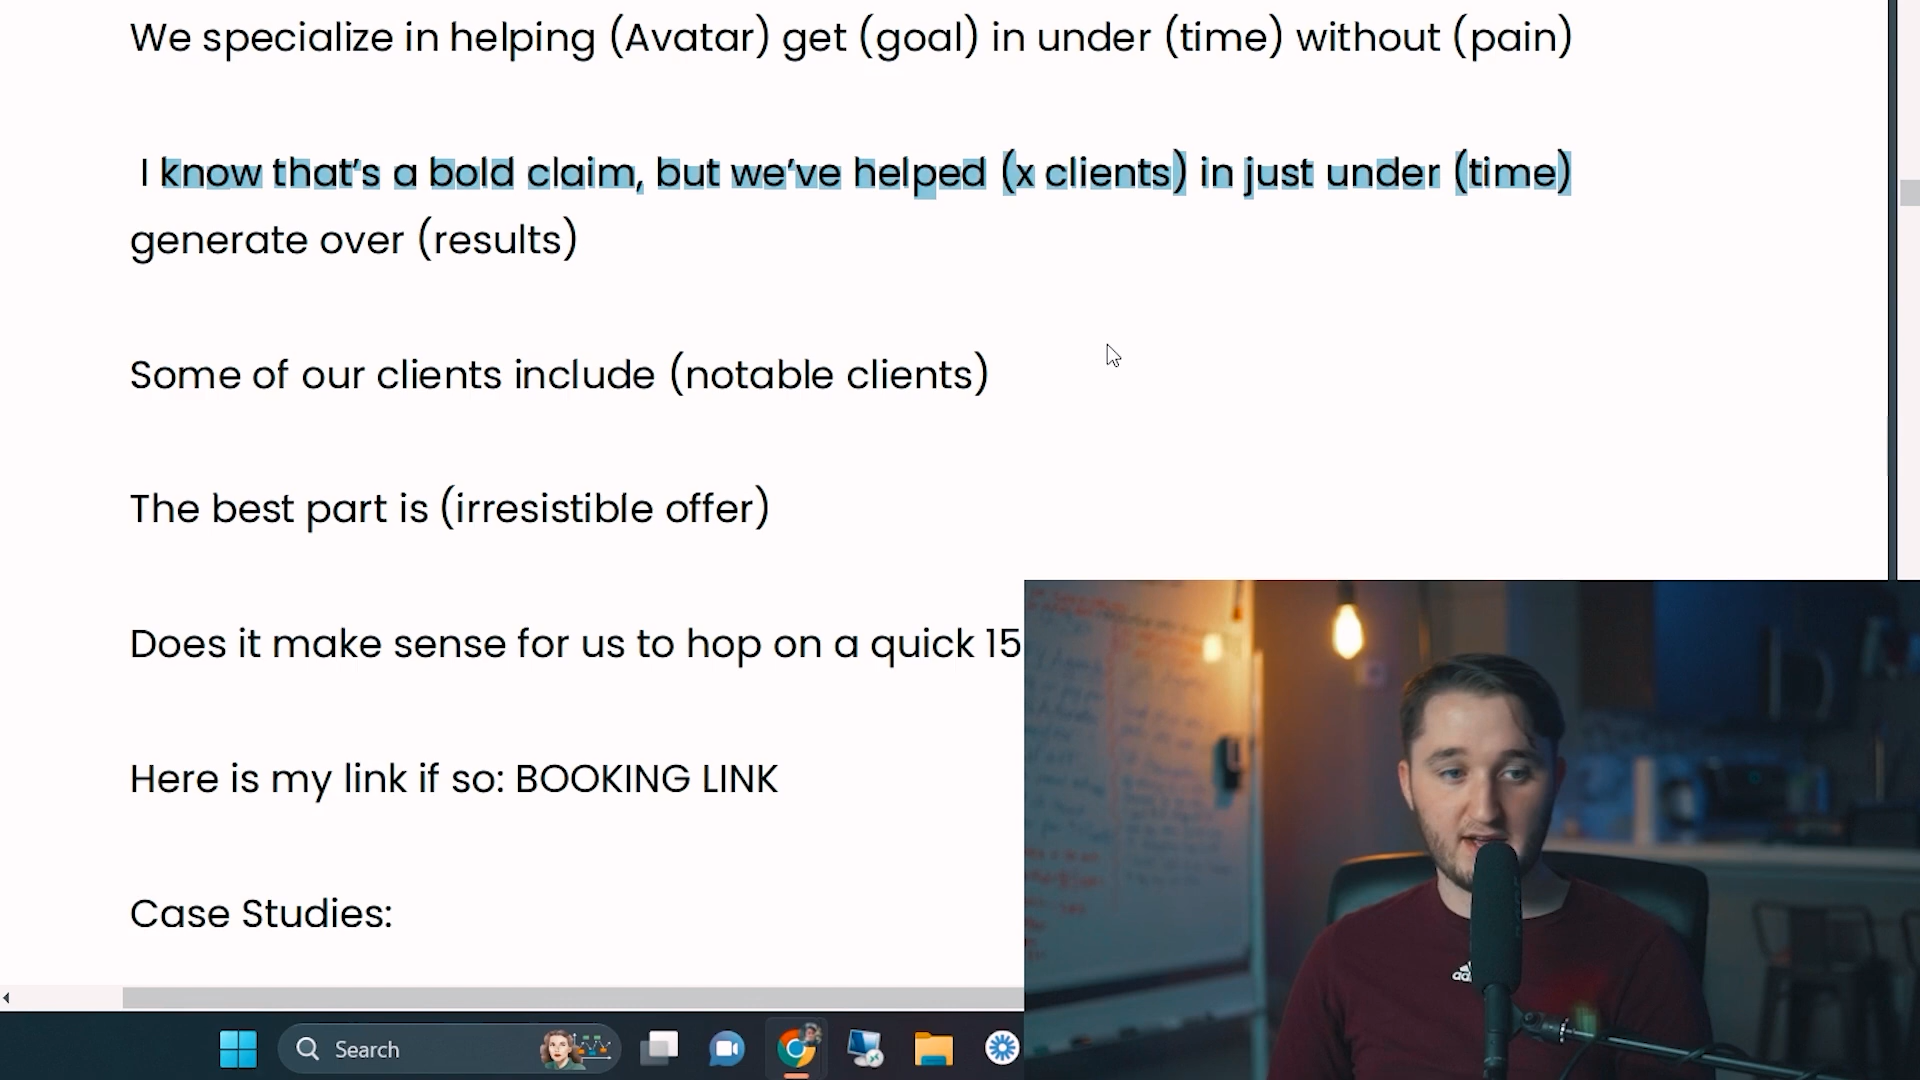 We specialize in helping (Avatar) get (goal) in under (time) without (pain)
I know that's a bold claim, but we've helped (x clients) in just under (time)
generate over (results)
Some of our clients include (notable clients)
The best part is (irresistible offer)
Does it make sense for us to hop on a quick 15
Here is my link if so: BOOKING LINK
Case Studies:
Search